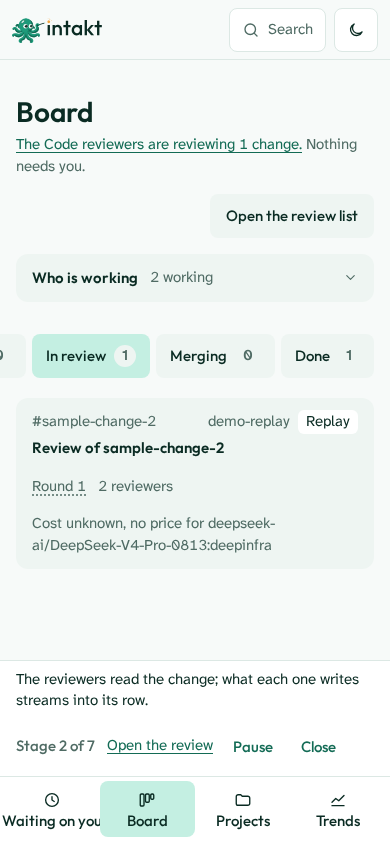 intakt
Search
Board
The Code reviewers are reviewing 1 change. Nothing
needs you.
Open the review list
Who is working 2 working
0 In review 1 Merging 0 Done 1
#sample-change-2 demo-replay Replay
Review of sample-change-2
Round 1 2 reviewers
Cost unknown, no price for deepseek-
ai/DeepSeek-V4-Pro-0813:deepinfra
The reviewers read the change; what each one writes
streams into its row.
Stage 2 of 7 Open the review Pause Close
Waiting on you Board Projects Trends